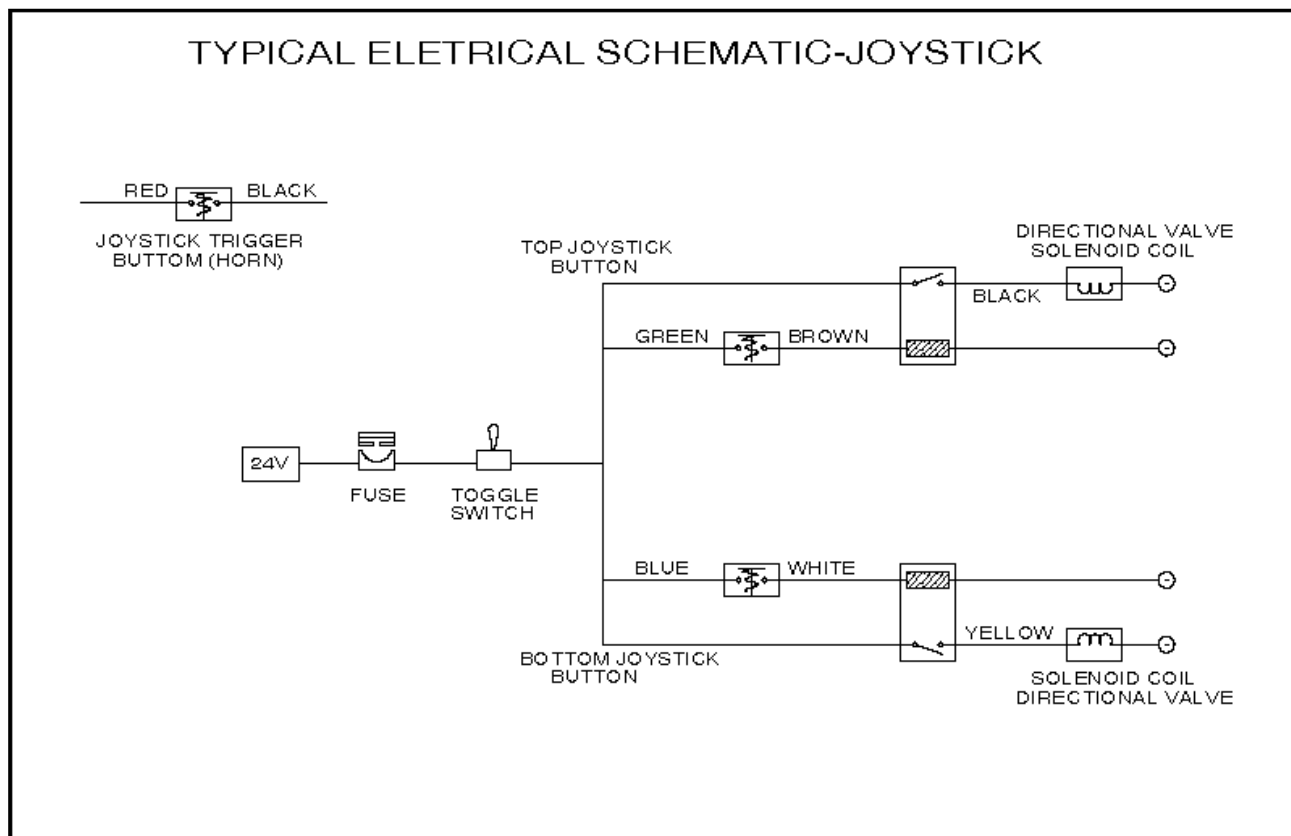 TYPICAL ELETRICAL SCHEMATIC-JOYSTICK
RED
BLACK
JOYSTICK TRIGGER
BUTTOM (HORN)
TOP JOYSTICK
BUTTON
DIRECTIONAL VALVE
SOLENOID COIL
BLACK
GREEN
BROWN
24V
FUSE
TOGGLE
SWITCH
BLUE
WHITE
YELLOW
BOTTOM JOYSTICK
BUTTON
SOLENOID COIL
DIRECTIONAL VALVE